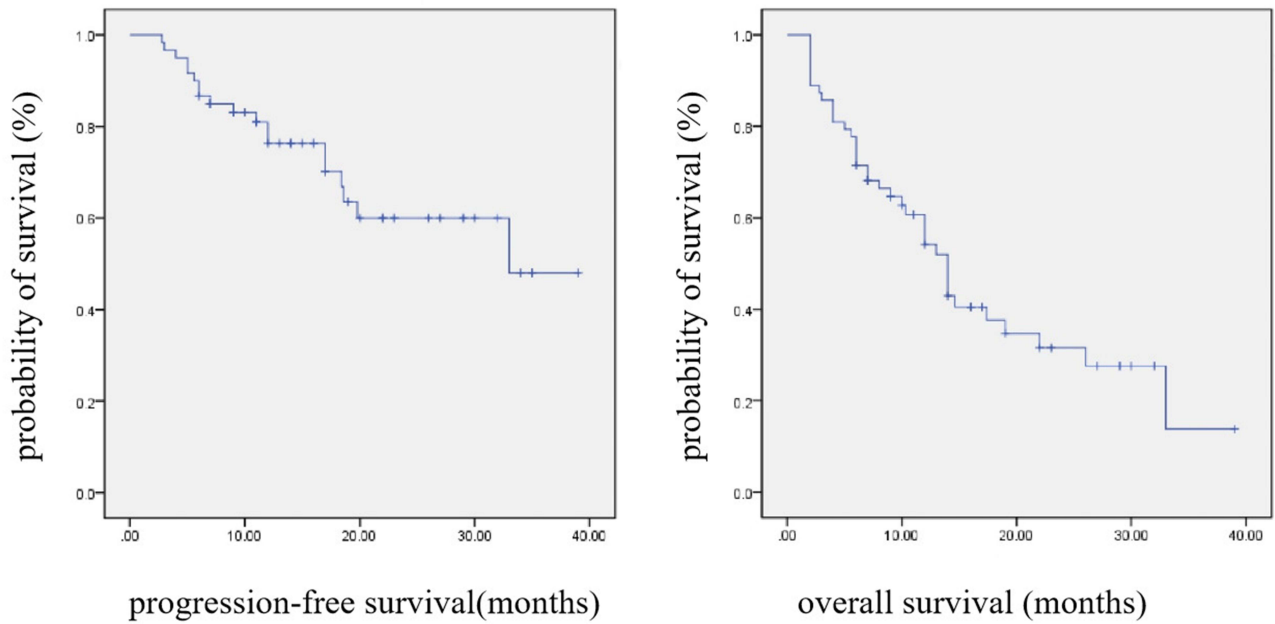 probability of survival (%)
1.0
0.8
0.6
0.4
0.2
0.0
.00 10.00 20.00 30.00 40.00
progression-free survival(months)
probability of survival (%)
1.0
0.8
0.6
0.4
0.2
0.0
.00 10.00 20.00 30.00 40.00
overall survival (months)